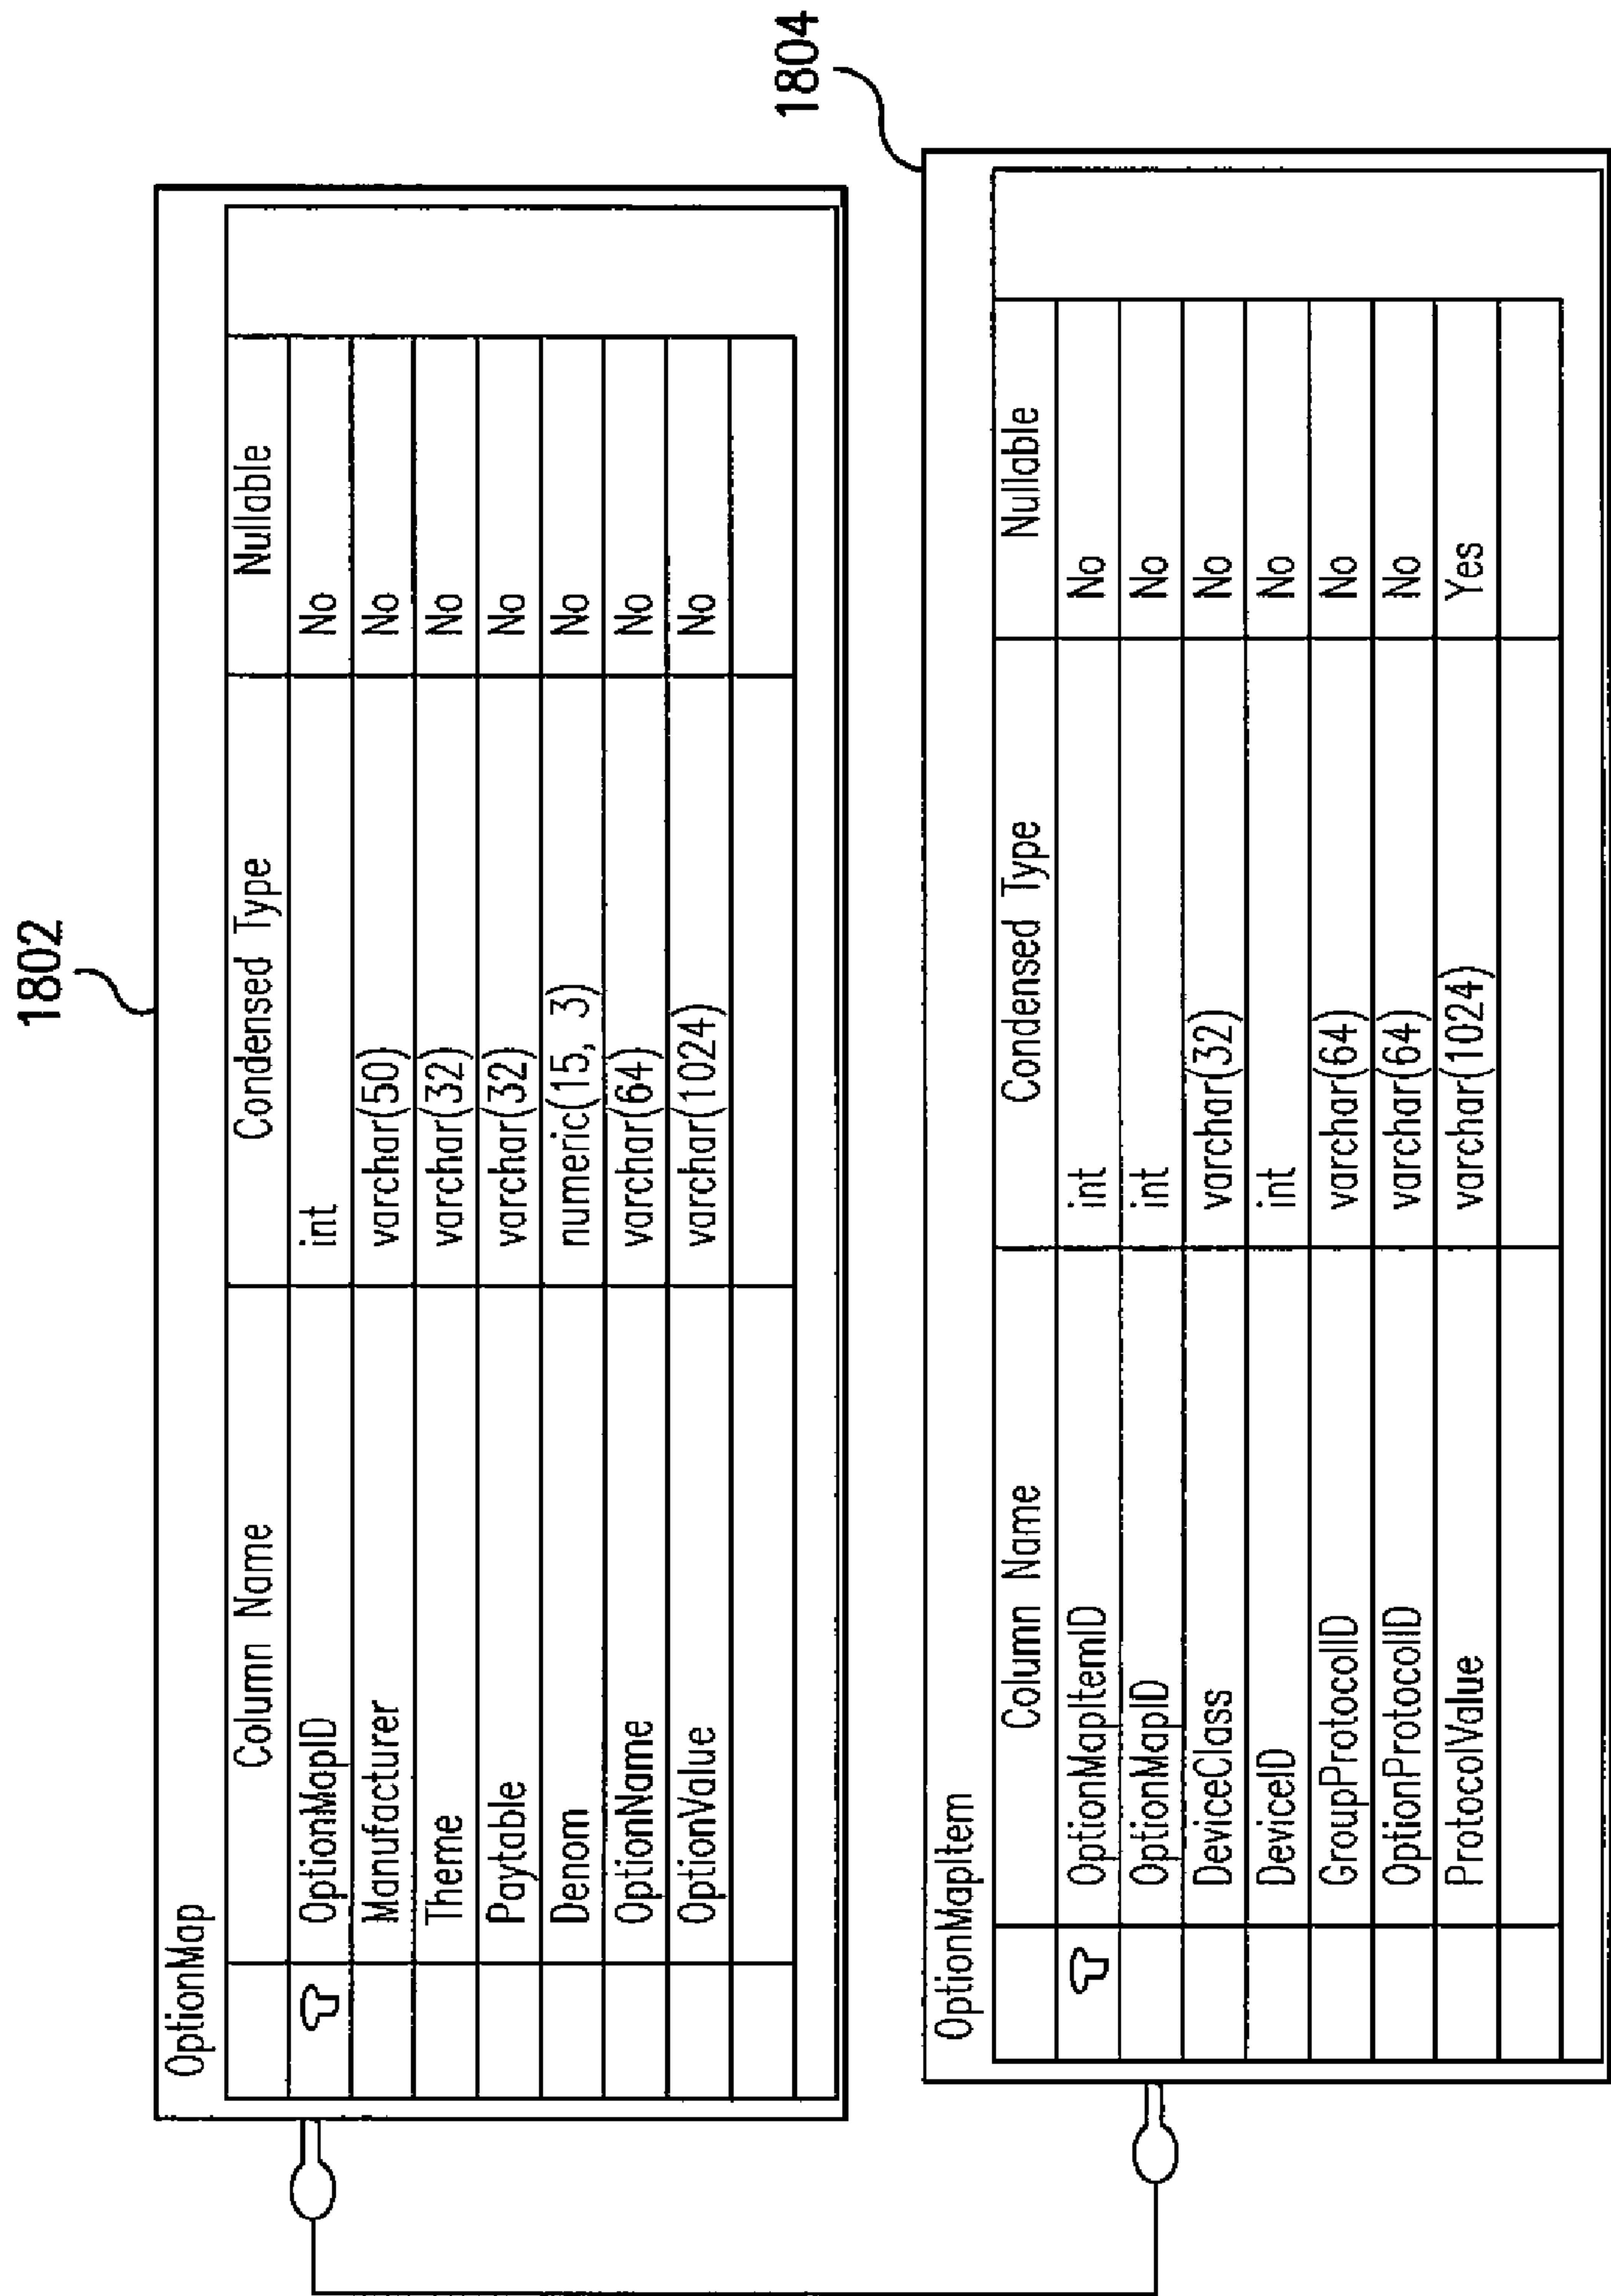 1802
OptionMap
Column Name Condensed Type Nullable
OptionMapID int No
Manufacturer varchar(50) No
Theme varchar(32) No
Paytable varchar(32) No
Denom numeric(15, 3) No
OptionName varchar(64) No
OptionValue varchar(1024) No
1804
OptionMapItem
Column Name Condensed Type Nullable
OptionMapItemID int No
OptionMapID int No
DeviceClass varchar(32) No
DeviceID int No
GroupProtocolID varchar(64) No
OptionProtocolID varchar(64) No
ProtocolValue varchar(1024) Yes